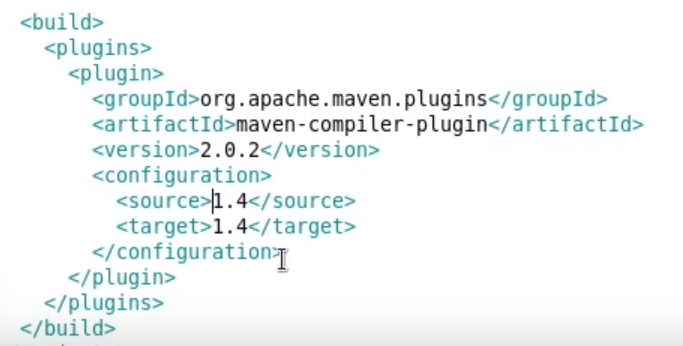 <build>
<plugins>
<plugin>
<groupId>org.apache.maven.plugins</groupId>
<artifactId>maven-compiler-plugin</artifactId>
<version>2.0.2</version>
<configuration>
<source>1.4</source>
<target>1.4</target>
</configuration>
</plugin>
</plugins>
</build>